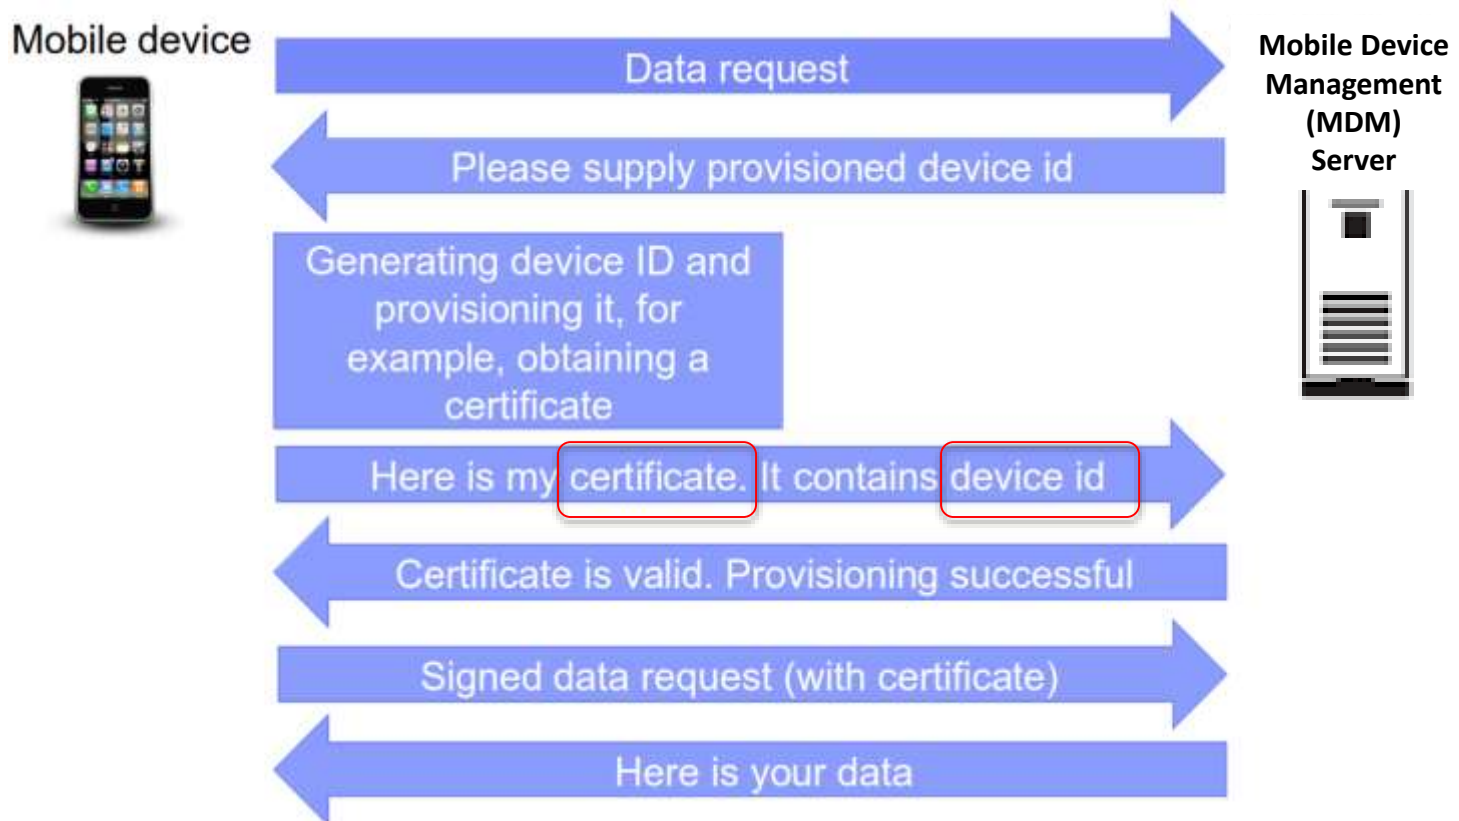 Mobile device
Data request
Mobile Device
Management
(MDM)
Server
Please supply provisioned device id
Generating device ID and
provisioning it, for
example, obtaining a
certificate
Here is my certificate. It contains device id
Certificate is valid. Provisioning successful
Signed data request (with certificate)
Here is your data